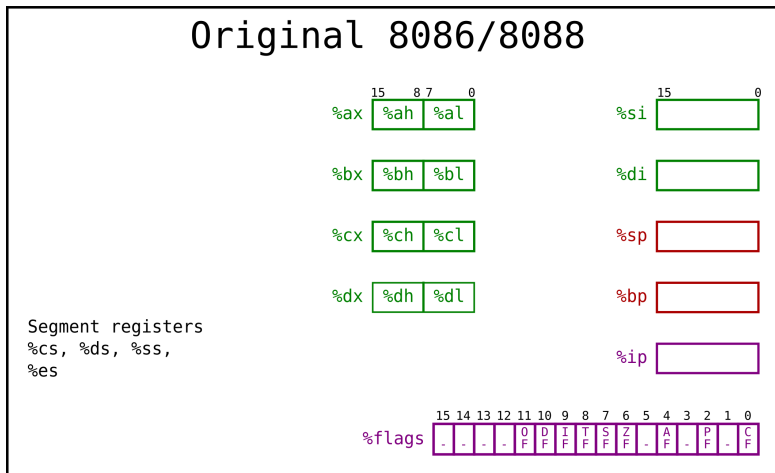 Original 8086/8088
15 8 7 0
%ax %ah %al
%bx %bh %bl
%cx %ch %cl
%dx %dh %dl
15 0
%si
%di
%sp
%bp
%ip
Segment registers
%cs, %ds, %ss,
%es
15 14 13 12 11 10 9 8 7 6 5 4 3 2 1 0
%flags - - - - OF DF IF TF SF ZF - AF - PF - CF